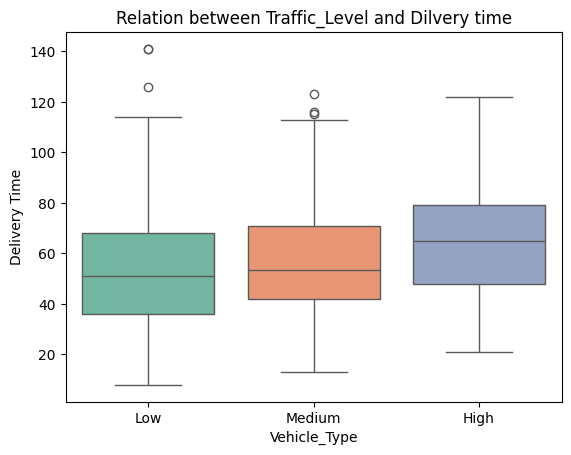 Relation between Traffic_Level and Dilvery time
140
120
100
80
60
40
20
Delivery Time
Low Medium High
Vehicle_Type